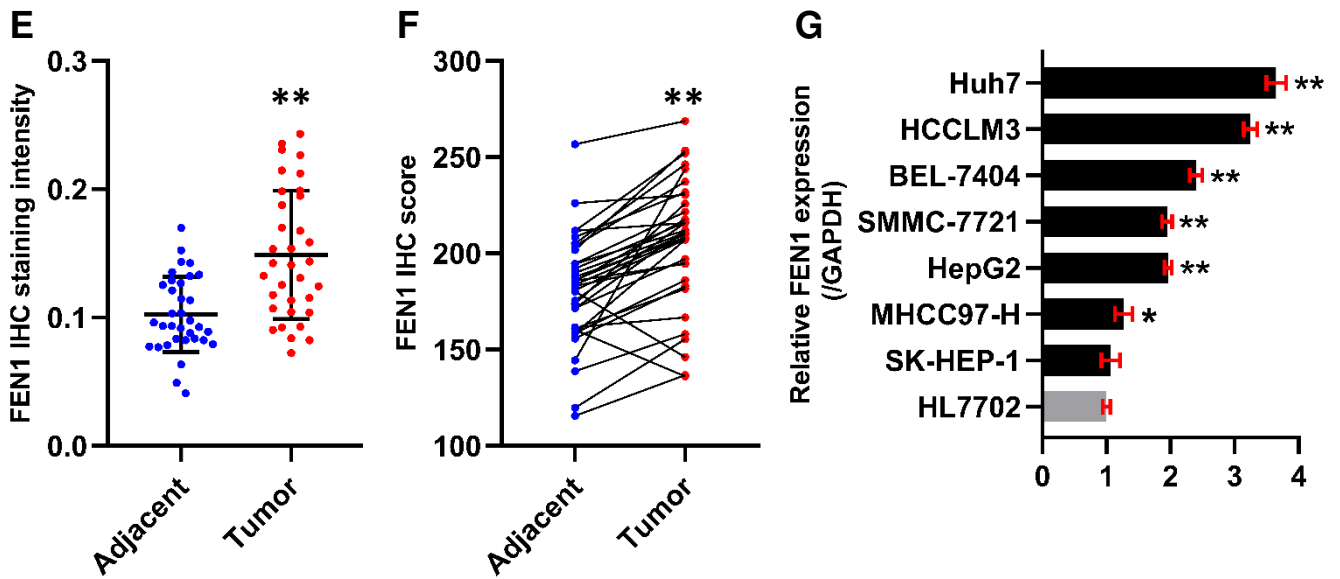 E
FEN1 IHC staining intensity
0.3
0.2
0.1
0.0
**
Adjacent
Tumor
F
FEN1 IHC score
300
250
200
150
100
**
Adjacent
Tumor
G
Relative FEN1 expression
(/GAPDH)
Huh7 **
HCCLM3 **
BEL-7404 **
SMMC-7721 **
HepG2 **
MHCC97-H *
SK-HEP-1
HL7702
0 1 2 3 4